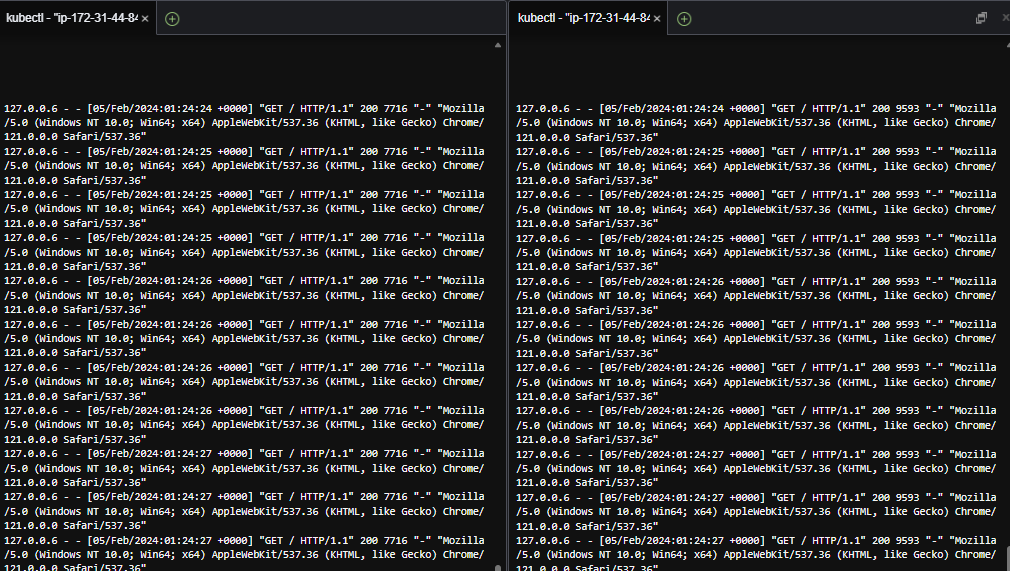 kubectl - "ip-172-31-44-84
127.0.0.6 - - [05/Feb/2024:01:24:24 +0000] "GET / HTTP/1.1" 200 7716 "-" "Mozilla
/5.0 (Windows NT 10.0; Win64; x64) AppleWebKit/537.36 (KHTML, like Gecko) Chrome/
121.0.0.0 Safari/537.36"
127.0.0.6 - - [05/Feb/2024:01:24:25 +0000] "GET / HTTP/1.1" 200 7716 "-" "Mozilla
/5.0 (Windows NT 10.0; Win64; x64) AppleWebKit/537.36 (KHTML, like Gecko) Chrome/
121.0.0.0 Safari/537.36"
127.0.0.6 - - [05/Feb/2024:01:24:25 +0000] "GET / HTTP/1.1" 200 7716 "-" "Mozilla
/5.0 (Windows NT 10.0; Win64; x64) AppleWebKit/537.36 (KHTML, like Gecko) Chrome/
121.0.0.0 Safari/537.36"
127.0.0.6 - - [05/Feb/2024:01:24:25 +0000] "GET / HTTP/1.1" 200 7716 "-" "Mozilla
/5.0 (Windows NT 10.0; Win64; x64) AppleWebKit/537.36 (KHTML, like Gecko) Chrome/
121.0.0.0 Safari/537.36"
127.0.0.6 - - [05/Feb/2024:01:24:26 +0000] "GET / HTTP/1.1" 200 7716 "-" "Mozilla
/5.0 (Windows NT 10.0; Win64; x64) AppleWebKit/537.36 (KHTML, like Gecko) Chrome/
121.0.0.0 Safari/537.36"
127.0.0.6 - - [05/Feb/2024:01:24:26 +0000] "GET / HTTP/1.1" 200 7716 "-" "Mozilla
/5.0 (Windows NT 10.0; Win64; x64) AppleWebKit/537.36 (KHTML, like Gecko) Chrome/
121.0.0.0 Safari/537.36"
127.0.0.6 - - [05/Feb/2024:01:24:26 +0000] "GET / HTTP/1.1" 200 7716 "-" "Mozilla
/5.0 (Windows NT 10.0; Win64; x64) AppleWebKit/537.36 (KHTML, like Gecko) Chrome/
121.0.0.0 Safari/537.36"
127.0.0.6 - - [05/Feb/2024:01:24:26 +0000] "GET / HTTP/1.1" 200 7716 "-" "Mozilla
/5.0 (Windows NT 10.0; Win64; x64) AppleWebKit/537.36 (KHTML, like Gecko) Chrome/
121.0.0.0 Safari/537.36"
127.0.0.6 - - [05/Feb/2024:01:24:27 +0000] "GET / HTTP/1.1" 200 7716 "-" "Mozilla
/5.0 (Windows NT 10.0; Win64; x64) AppleWebKit/537.36 (KHTML, like Gecko) Chrome/
121.0.0.0 Safari/537.36"
127.0.0.6 - - [05/Feb/2024:01:24:27 +0000] "GET / HTTP/1.1" 200 7716 "-" "Mozilla
/5.0 (Windows NT 10.0; Win64; x64) AppleWebKit/537.36 (KHTML, like Gecko) Chrome/
121.0.0.0 Safari/537.36"
127.0.0.6 - - [05/Feb/2024:01:24:27 +0000] "GET / HTTP/1.1" 200 7716 "-" "Mozilla
/5.0 (Windows NT 10.0; Win64; x64) AppleWebKit/537.36 (KHTML, like Gecko) Chrome/
121.0.0.0 Safari/537.36"
kubectl - "ip-172-31-44-84
127.0.0.6 - - [05/Feb/2024:01:24:24 +0000] "GET / HTTP/1.1" 200 9593 "-" "Mozilla
/5.0 (Windows NT 10.0; Win64; x64) AppleWebKit/537.36 (KHTML, like Gecko) Chrome/
121.0.0.0 Safari/537.36"
127.0.0.6 - - [05/Feb/2024:01:24:25 +0000] "GET / HTTP/1.1" 200 9593 "-" "Mozilla
/5.0 (Windows NT 10.0; Win64; x64) AppleWebKit/537.36 (KHTML, like Gecko) Chrome/
121.0.0.0 Safari/537.36"
127.0.0.6 - - [05/Feb/2024:01:24:25 +0000] "GET / HTTP/1.1" 200 9593 "-" "Mozilla
/5.0 (Windows NT 10.0; Win64; x64) AppleWebKit/537.36 (KHTML, like Gecko) Chrome/
121.0.0.0 Safari/537.36"
127.0.0.6 - - [05/Feb/2024:01:24:25 +0000] "GET / HTTP/1.1" 200 9593 "-" "Mozilla
/5.0 (Windows NT 10.0; Win64; x64) AppleWebKit/537.36 (KHTML, like Gecko) Chrome/
121.0.0.0 Safari/537.36"
127.0.0.6 - - [05/Feb/2024:01:24:26 +0000] "GET / HTTP/1.1" 200 9593 "-" "Mozilla
/5.0 (Windows NT 10.0; Win64; x64) AppleWebKit/537.36 (KHTML, like Gecko) Chrome/
121.0.0.0 Safari/537.36"
127.0.0.6 - - [05/Feb/2024:01:24:26 +0000] "GET / HTTP/1.1" 200 9593 "-" "Mozilla
/5.0 (Windows NT 10.0; Win64; x64) AppleWebKit/537.36 (KHTML, like Gecko) Chrome/
121.0.0.0 Safari/537.36"
127.0.0.6 - - [05/Feb/2024:01:24:26 +0000] "GET / HTTP/1.1" 200 9593 "-" "Mozilla
/5.0 (Windows NT 10.0; Win64; x64) AppleWebKit/537.36 (KHTML, like Gecko) Chrome/
121.0.0.0 Safari/537.36"
127.0.0.6 - - [05/Feb/2024:01:24:26 +0000] "GET / HTTP/1.1" 200 9593 "-" "Mozilla
/5.0 (Windows NT 10.0; Win64; x64) AppleWebKit/537.36 (KHTML, like Gecko) Chrome/
121.0.0.0 Safari/537.36"
127.0.0.6 - - [05/Feb/2024:01:24:27 +0000] "GET / HTTP/1.1" 200 9593 "-" "Mozilla
/5.0 (Windows NT 10.0; Win64; x64) AppleWebKit/537.36 (KHTML, like Gecko) Chrome/
121.0.0.0 Safari/537.36"
127.0.0.6 - - [05/Feb/2024:01:24:27 +0000] "GET / HTTP/1.1" 200 9593 "-" "Mozilla
/5.0 (Windows NT 10.0; Win64; x64) AppleWebKit/537.36 (KHTML, like Gecko) Chrome/
121.0.0.0 Safari/537.36"
127.0.0.6 - - [05/Feb/2024:01:24:27 +0000] "GET / HTTP/1.1" 200 9593 "-" "Mozilla
/5.0 (Windows NT 10.0; Win64; x64) AppleWebKit/537.36 (KHTML, like Gecko) Chrome/
121.0.0.0 Safari/537.36"